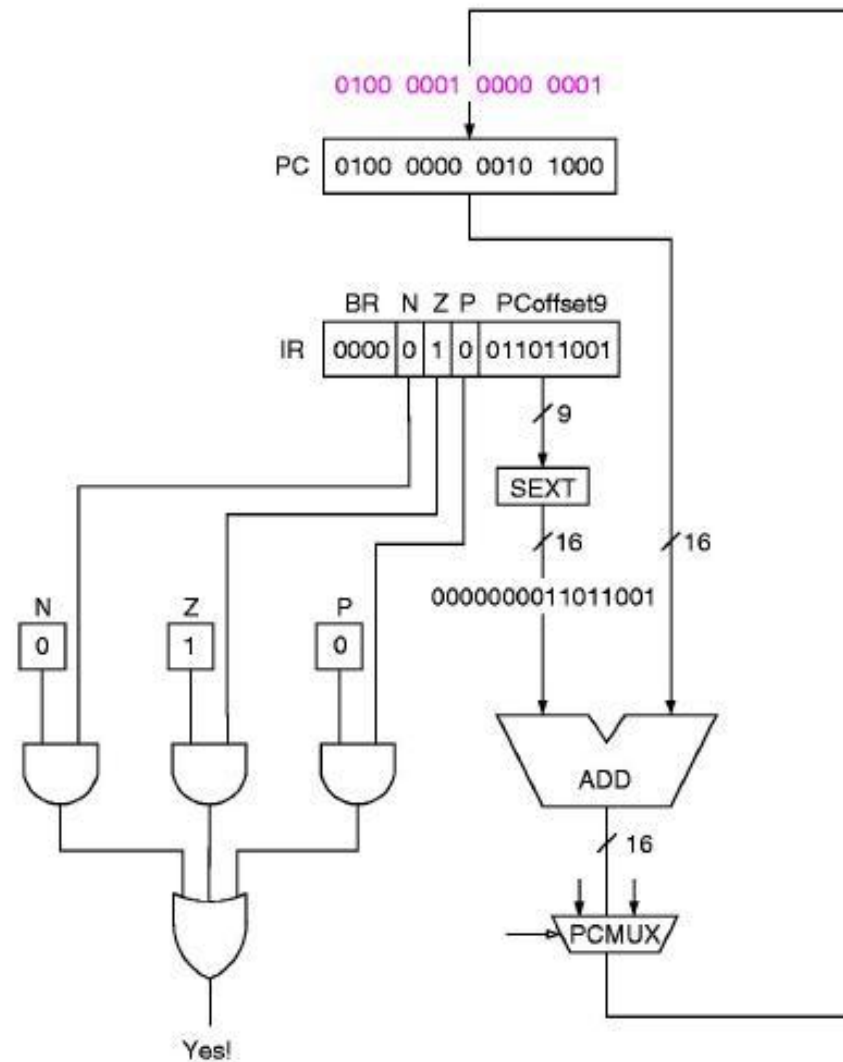 0100 0001 0000 0001
PC 0100 0000 0010 1000
BR N Z P PCoffset9
IR 0000 0 1 0 011011001
9
SEXT
16 16
0000000011011001
N Z P
0 1 0
ADD
16
PCMUX
Yes!